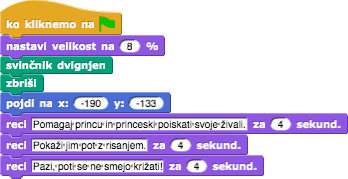 ko kliknemo na
nastavi velikost na 8 %
svinčnik dvignjen
zbriši
pojdi na x: -190 y: -133
reci Pomagaj princu in princeski poiskati svoje živali. za 4 sekund.
reci Pokaži jim pot z risanjem. za 4 sekund.
reci Pazi, poti se ne smejo križati! za 4 sekund.